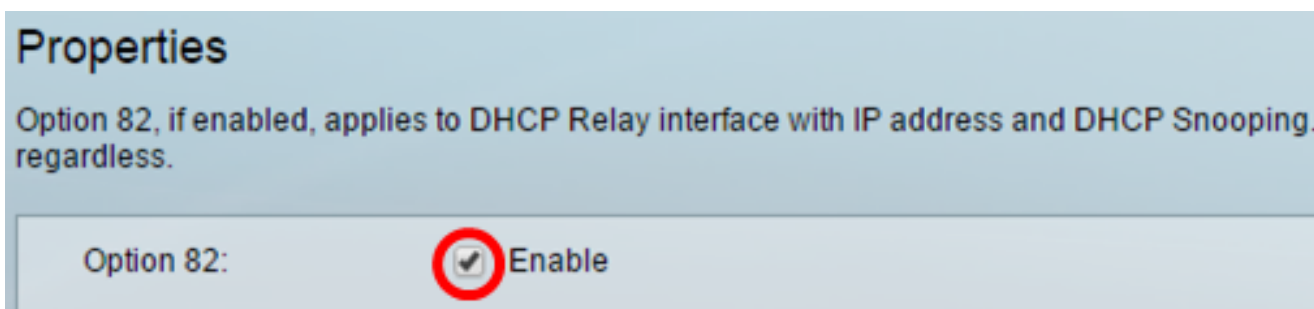 Properties
Option 82, if enabled, applies to DHCP Relay interface with IP address and DHCP Snooping.
regardless.
Option 82:
Enable